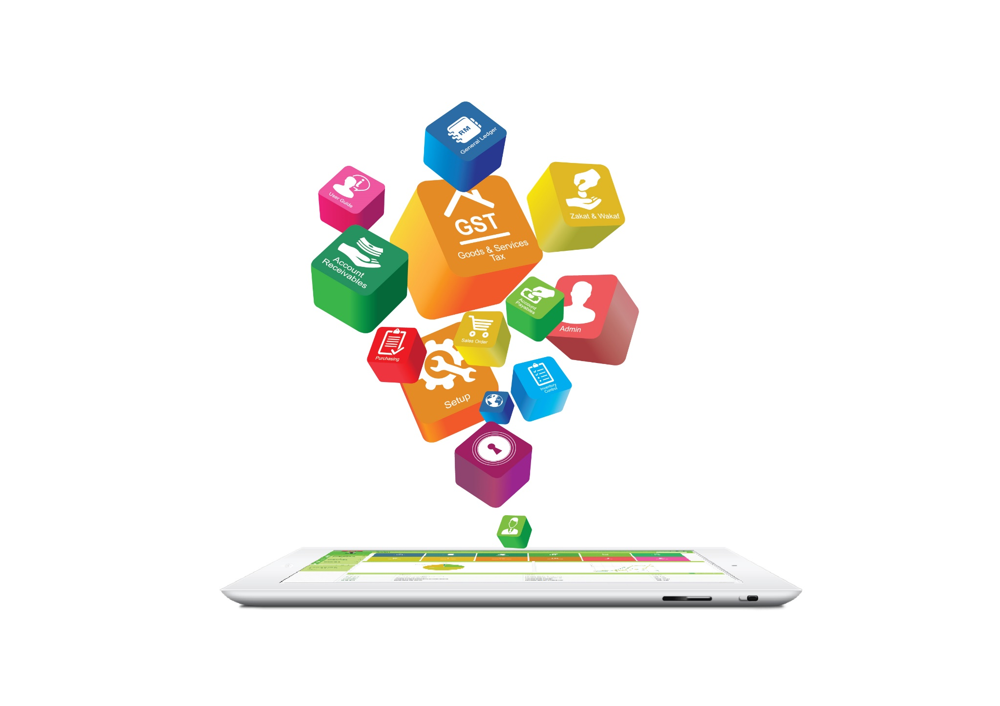 RM
General Ledger
User Guide
GST
Goods & Services
Tax
Zakat & Wakaf
Account
Receivables
Account
Payables
Admin
Sales Order
Purchasing
Setup
Inventory
Control